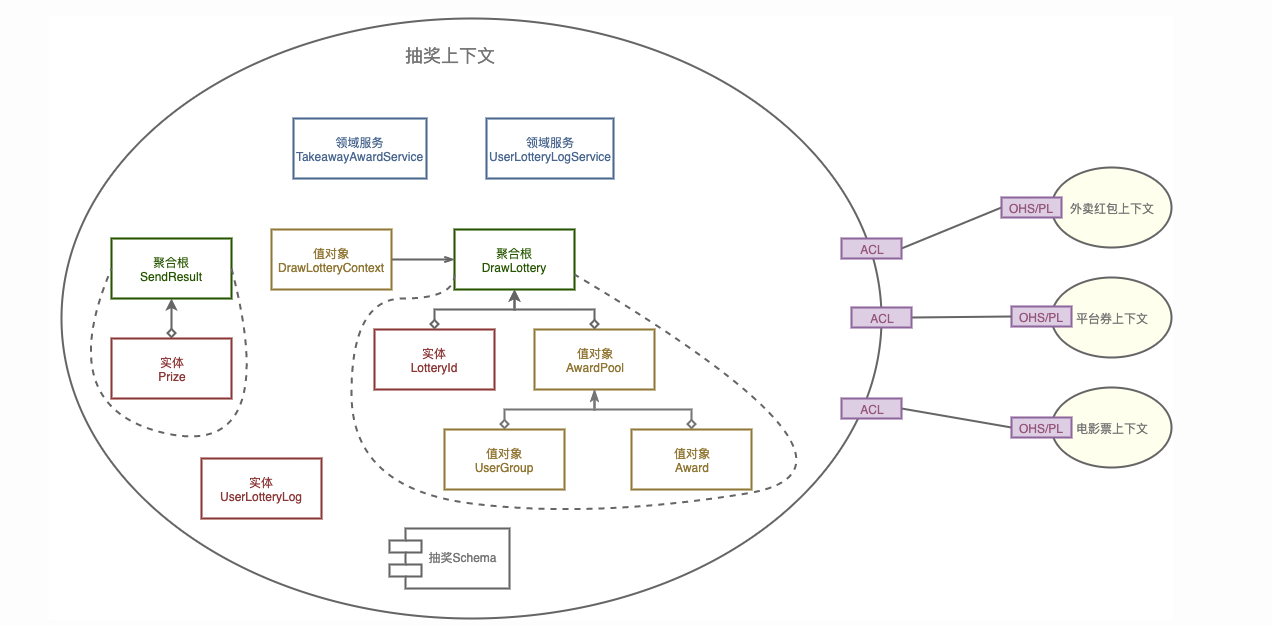 抽奖上下文
领域服务
TakeawayAwardService
领域服务
UserLotteryLogService
聚合根
SendResult
值对象
DrawLotteryContext
聚合根
DrawLottery
实体
Prize
实体
LotteryId
值对象
AwardPool
值对象
UserGroup
值对象
Award
实体
UserLotteryLog
抽奖Schema
ACL
OHS/PL
外卖红包上下文
ACL
OHS/PL
平台券上下文
ACL
OHS/PL
电影票上下文